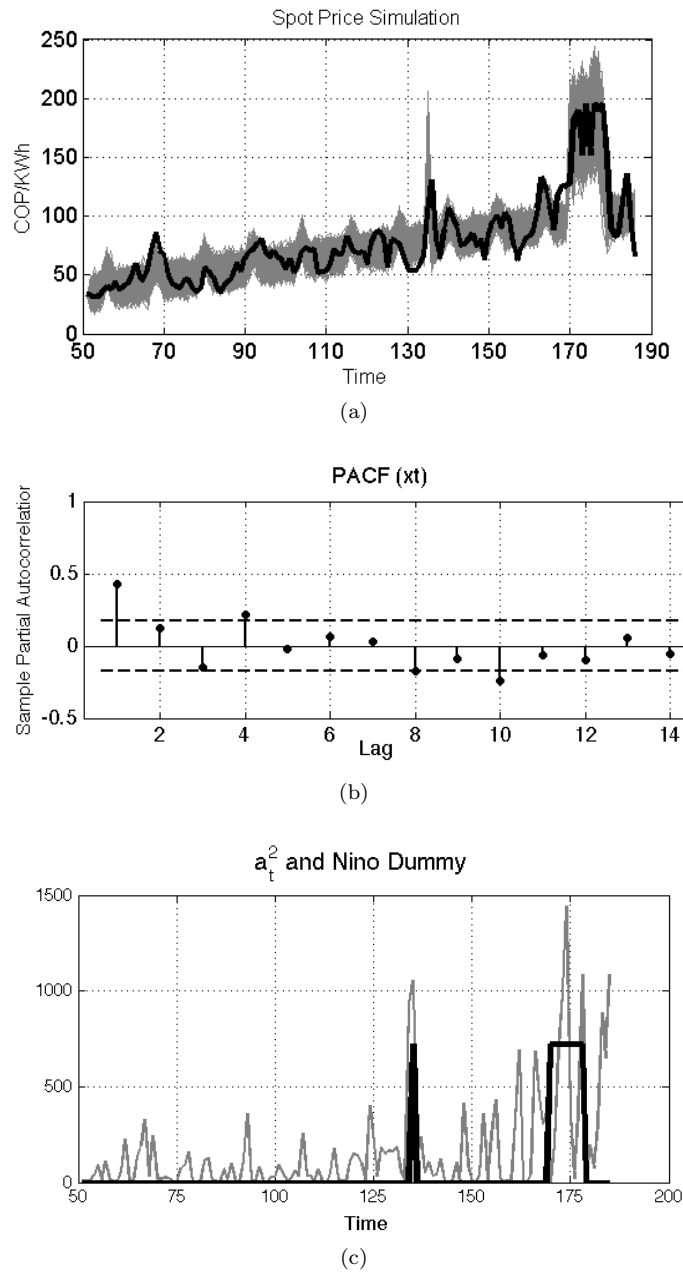 Spot Price Simulation
COP/KWh
250
200
150
100
50
0
50 70 90 110 130 150 170 190
Time
(a)
PACF (xt)
Sample Partial Autocorrelatior
1
0.5
0
-0.5
2 4 6 8 10 12 14
Lag
(b)
a_t^2 and Nino Dummy
1500
1000
500
0
50 75 100 125 150 175 200
Time
(c)